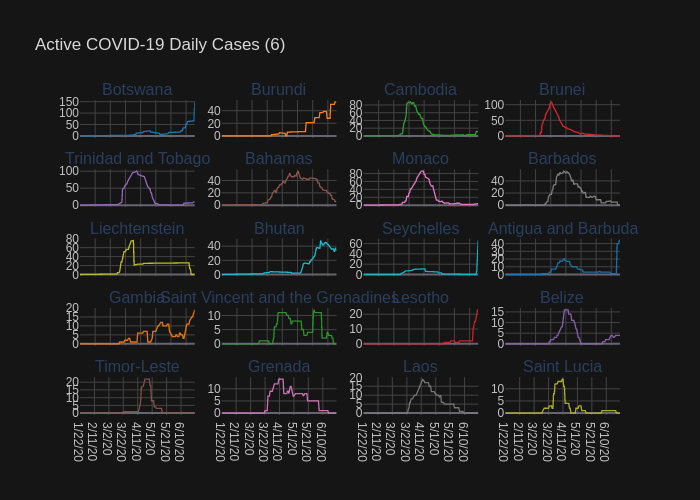 Active COVID-19 Daily Cases (6)
Botswana Burundi Cambodia Brunei
150 100 50 0
40 20 0
80 60 40 20 0
100 50 0
Trinidad and Tobago Bahamas Monaco Barbados
100 50 0
40 20 0
80 60 40 20 0
40 20 0
Liechtenstein Bhutan Seychelles Antigua and Barbuda
80 60 40 20 0
40 20 0
60 40 20 0
40 30 20 10 0
Gambia Saint Vincent and the Grenadines Lesotho Belize
20 15 10 5 0
10 5 0
20 10 0
15 10 5 0
Timor-Leste Grenada Laos Saint Lucia
20 15 10 5 0
10 5 0
20 15 10 5 0
10 5 0
1/22/20 2/11/20 3/2/20 3/22/20 4/11/20 5/1/20 5/21/20 6/10/20
1/22/20 2/11/20 3/2/20 3/22/20 4/11/20 5/1/20 5/21/20 6/10/20
1/22/20 2/11/20 3/2/20 3/22/20 4/11/20 5/1/20 5/21/20 6/10/20
1/22/20 2/11/20 3/2/20 3/22/20 4/11/20 5/1/20 5/21/20 6/10/20